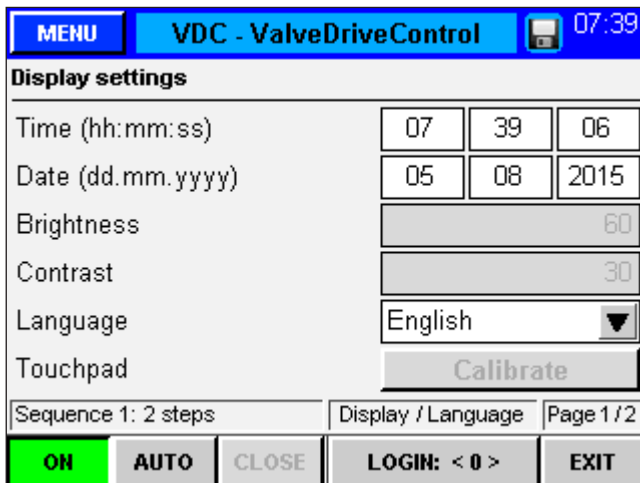 MENU VDC - ValveDriveControl 07:39
Display settings
Time (hh:mm:ss) 07 39 06
Date (dd.mm.yyyy) 05 08 2015
Brightness 60
Contrast 30
Language English
Touchpad Calibrate
Sequence 1: 2 steps Display / Language Page 1 / 2
ON AUTO CLOSE LOGIN: < 0 > EXIT